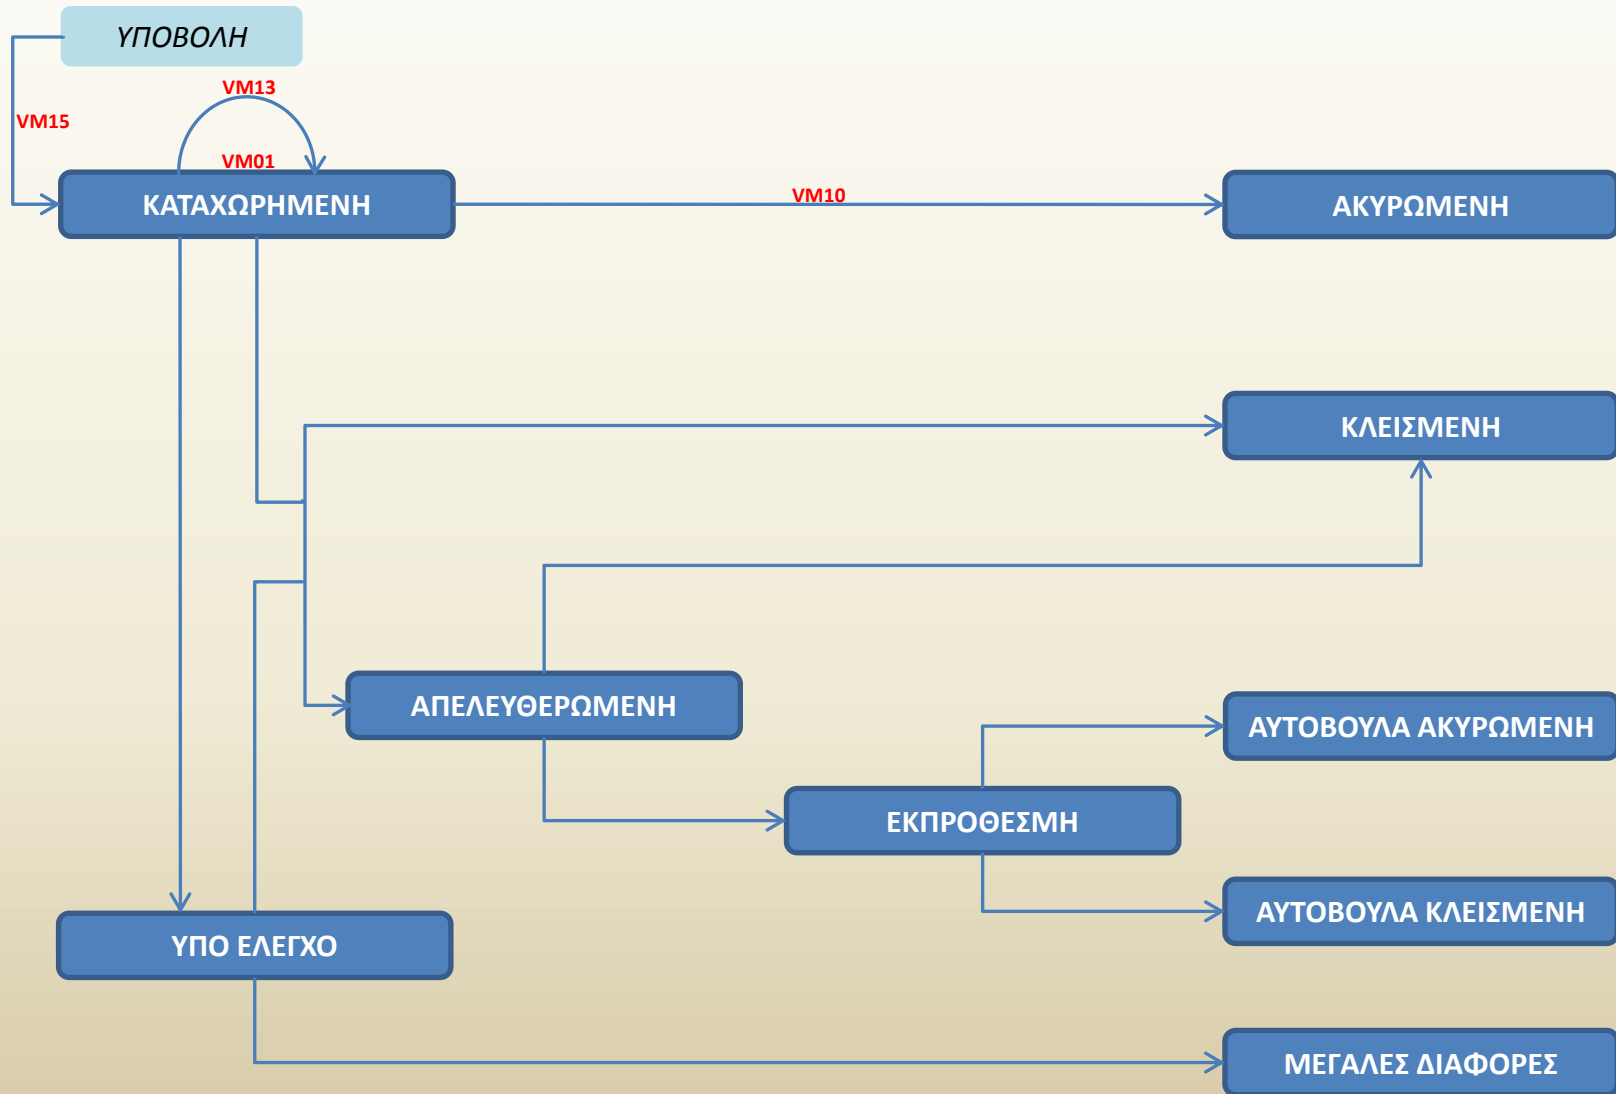 ΥΠΟΒΟΛΗ
VM13
VM15
VM01
ΚΑΤΑΧΩΡΗΜΕΝΗ
VM10
ΑΚΥΡΩΜΕΝΗ
ΚΛΕΙΣΜΕΝΗ
ΑΠΕΛΕΥΘΕΡΩΜΕΝΗ
ΑΥΤΟΒΟΥΛΑ ΑΚΥΡΩΜΕΝΗ
ΕΚΠΡΟΘΕΣΜΗ
ΑΥΤΟΒΟΥΛΑ ΚΛΕΙΣΜΕΝΗ
ΥΠΟ ΕΛΕΓΧΟ
ΜΕΓΑΛΕΣ ΔΙΑΦΟΡΕΣ